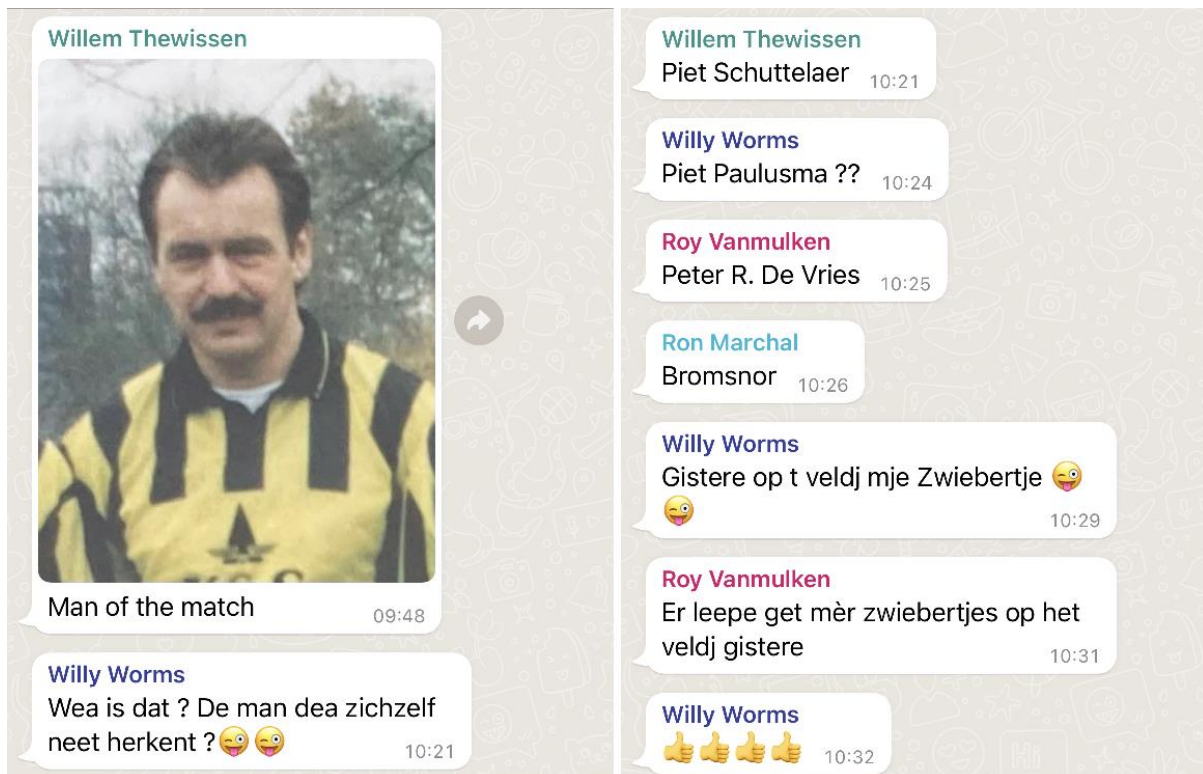 Willem Thewissen
Man of the match
09:48
Willy Worms
Wea is dat ? De man dea zichzelf
neet herkent ?😜😜
10:21
Willem Thewissen
Piet Schuttelaer 10:21
Willy Worms
Piet Paulusma ?? 10:24
Roy Vanmulken
Peter R. De Vries 10:25
Ron Marchal
Bromsnor 10:26
Willy Worms
Gistere op t veldj mje Zwiebertje 😜
😜
10:29
Roy Vanmulken
Er leepe get mèr zwiebertjes op het
veldj gistere
10:31
Willy Worms
👍👍👍👍 10:32